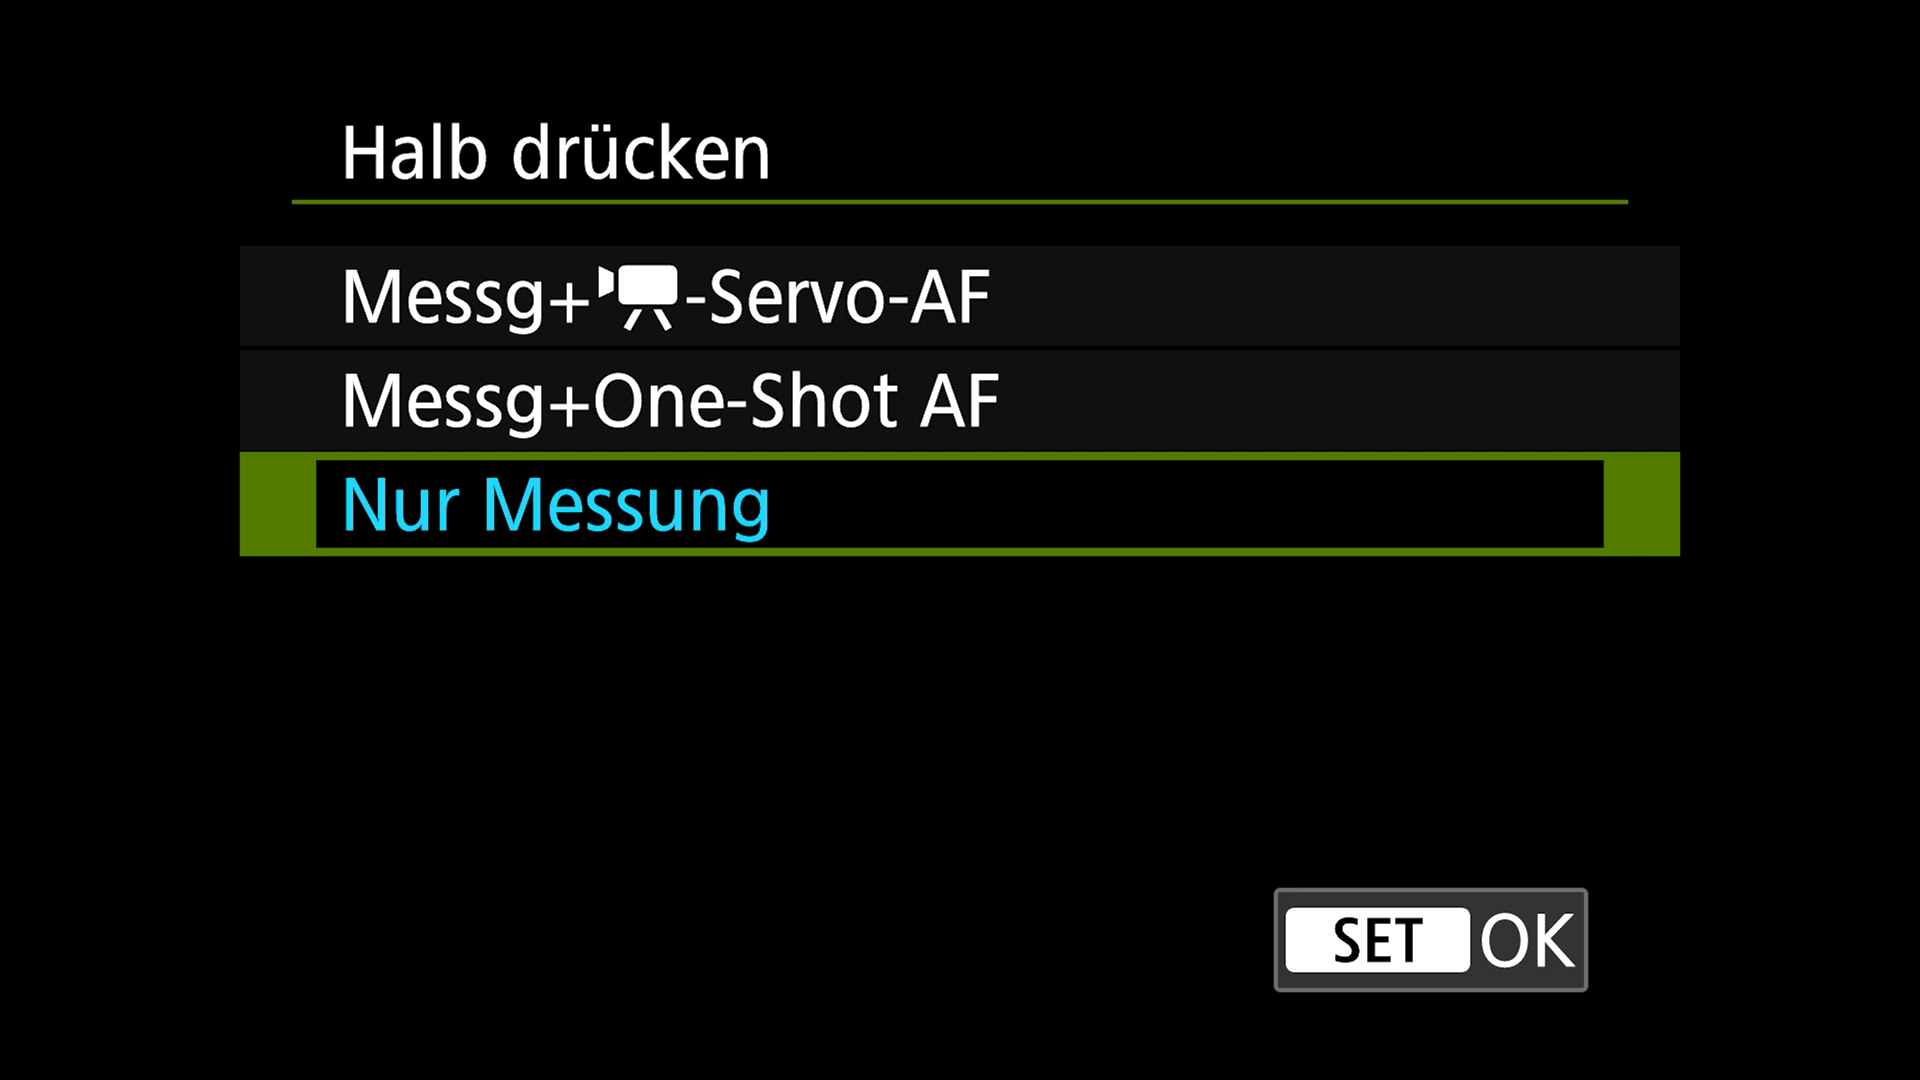 Halb drücken
Messg+-Servo-AF
Messg+One-Shot AF
Nur Messung
SET OK